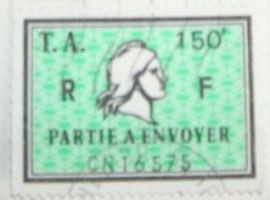 T.A. 150F
R F
PARTIE A ENVOYER
CN16575